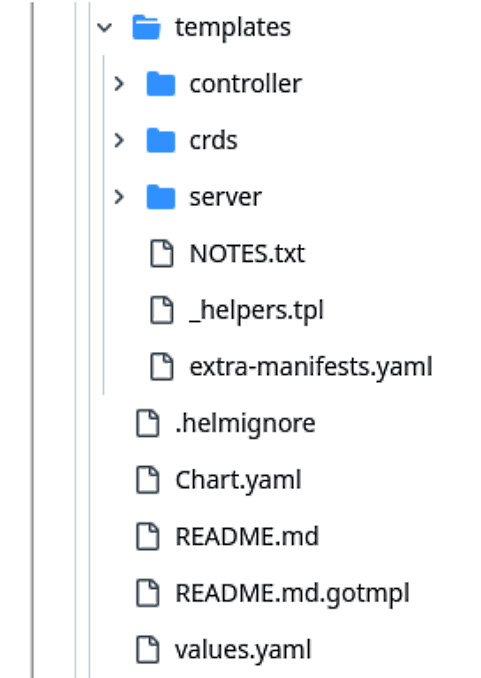 templates
controller
crds
server
NOTES.txt
_helpers.tpl
extra-manifests.yaml
.helmignore
Chart.yaml
README.md
README.md.gotmpl
values.yaml